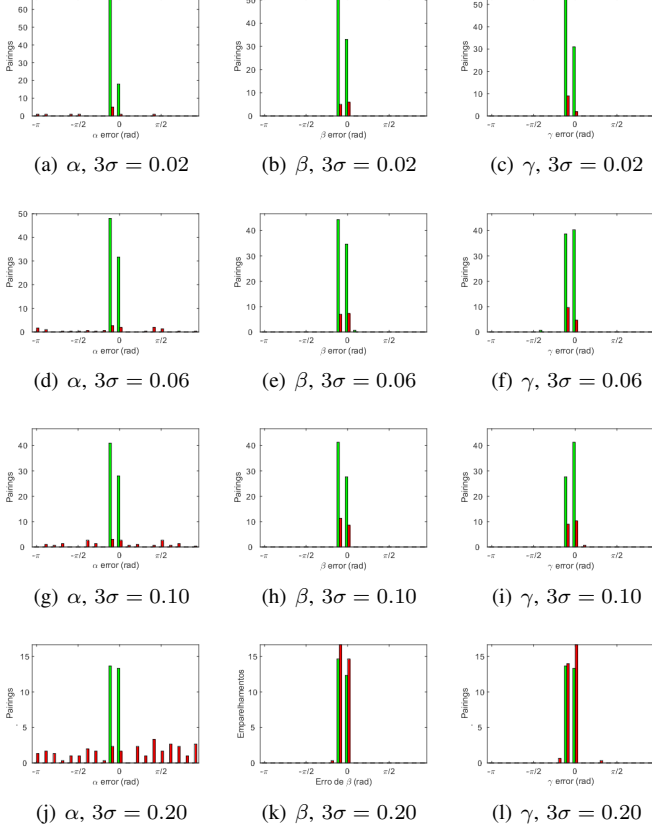 60
50
40
30
20
10
0
Pairings
-π -π/2 0 π/2
α error (rad)
50
40
30
20
10
0
Pairings
-π -π/2 0 π/2
β error (rad)
50
40
30
20
10
0
Pairings
-π -π/2 0 π/2
γ error (rad)
(a) α, 3σ = 0.02
(b) β, 3σ = 0.02
(c) γ, 3σ = 0.02
50
40
30
20
10
0
Pairings
-π -π/2 0 π/2
α error (rad)
40
30
20
10
0
Pairings
-π -π/2 0 π/2
β error (rad)
40
30
20
10
0
Pairings
-π -π/2 0 π/2
γ error (rad)
(d) α, 3σ = 0.06
(e) β, 3σ = 0.06
(f) γ, 3σ = 0.06
40
30
20
10
0
Pairings
-π -π/2 0 π/2
α error (rad)
40
30
20
10
0
Pairings
-π -π/2 0 π/2
β error (rad)
40
30
20
10
0
Pairings
-π -π/2 0 π/2
γ error (rad)
(g) α, 3σ = 0.10
(h) β, 3σ = 0.10
(i) γ, 3σ = 0.10
15
10
5
0
Pairings
-π -π/2 0 π/2
α error (rad)
15
10
5
0
Emparelhamentos
-π -π/2 0 π/2
Erro de β (rad)
15
10
5
0
Pairings
-π -π/2 0 π/2
γ error (rad)
(j) α, 3σ = 0.20
(k) β, 3σ = 0.20
(l) γ, 3σ = 0.20